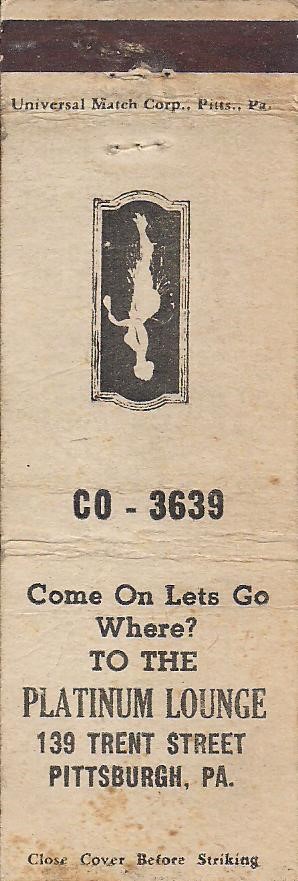 Universal Match Corp., Pitts., Pa.
CO - 3639
Come On Lets Go
Where?
TO THE
PLATINUM LOUNGE
139 TRENT STREET
PITTSBURGH, PA.
Close Cover Before Striking